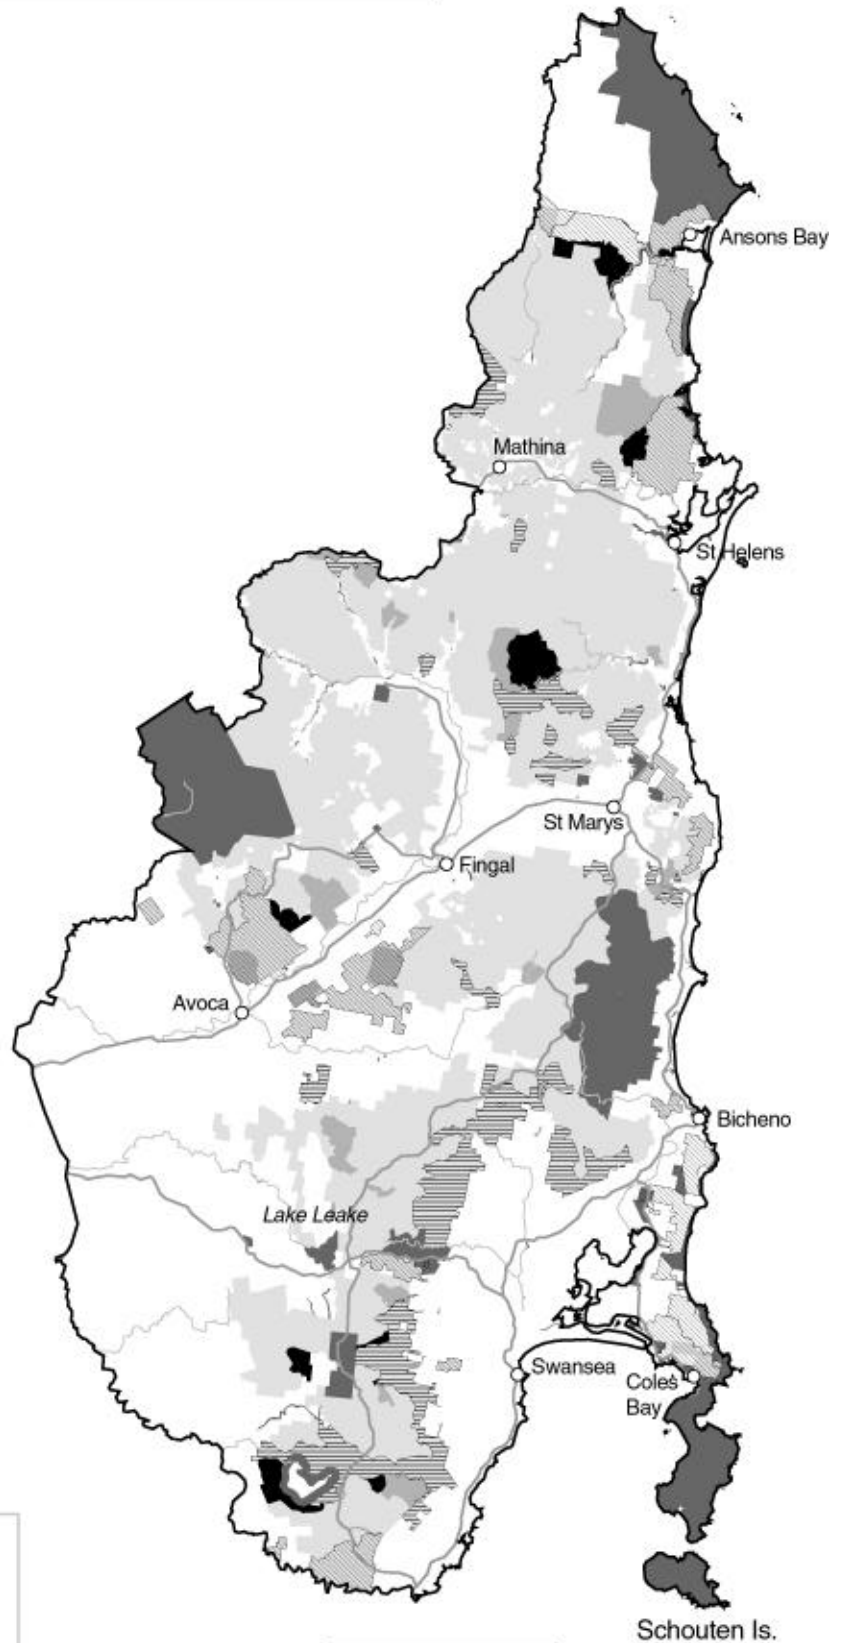 Ansons Bay
Mathina
St Helens
St Marys
Fingal
Avoca
Bicheno
Lake Leake
Swansea
Coles
Bay
Schouten Is.